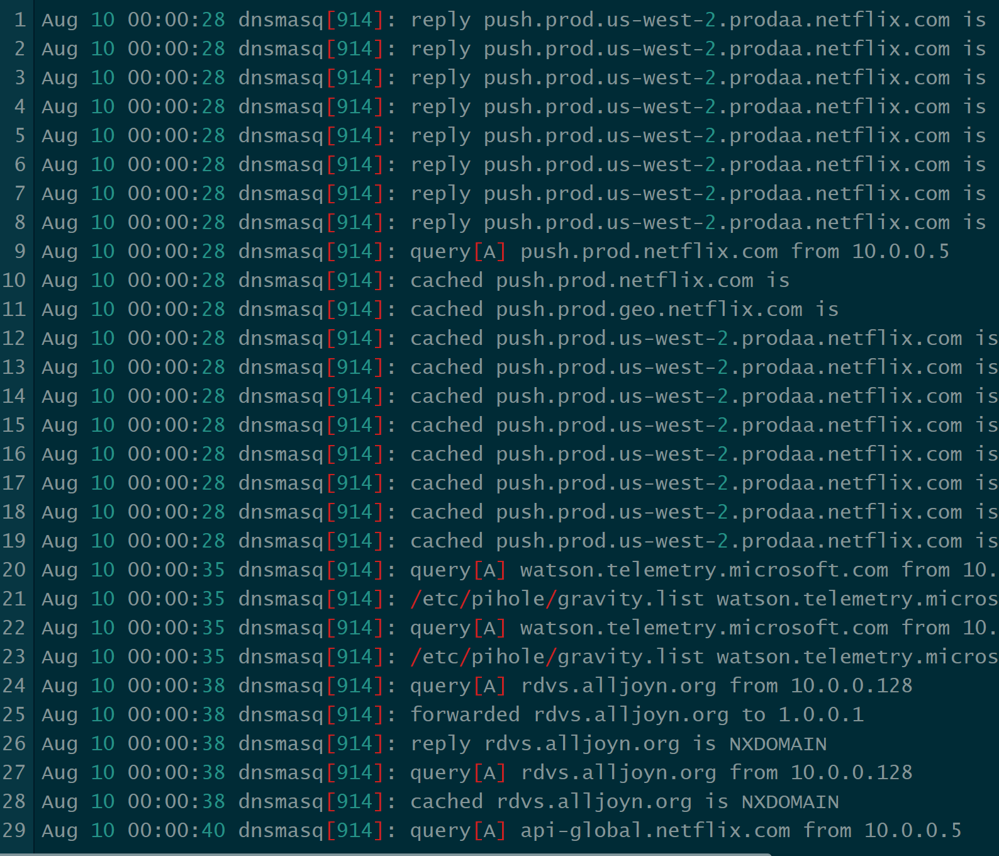 1 Aug 10 00:00:28 dnsmasq[914]: reply push.prod.us-west-2.prodaa.netflix.com is
2 Aug 10 00:00:28 dnsmasq[914]: reply push.prod.us-west-2.prodaa.netflix.com is
3 Aug 10 00:00:28 dnsmasq[914]: reply push.prod.us-west-2.prodaa.netflix.com is
4 Aug 10 00:00:28 dnsmasq[914]: reply push.prod.us-west-2.prodaa.netflix.com is
5 Aug 10 00:00:28 dnsmasq[914]: reply push.prod.us-west-2.prodaa.netflix.com is
6 Aug 10 00:00:28 dnsmasq[914]: reply push.prod.us-west-2.prodaa.netflix.com is
7 Aug 10 00:00:28 dnsmasq[914]: reply push.prod.us-west-2.prodaa.netflix.com is
8 Aug 10 00:00:28 dnsmasq[914]: reply push.prod.us-west-2.prodaa.netflix.com is
9 Aug 10 00:00:28 dnsmasq[914]: query[A] push.prod.netflix.com from 10.0.0.5
10 Aug 10 00:00:28 dnsmasq[914]: cached push.prod.netflix.com is
11 Aug 10 00:00:28 dnsmasq[914]: cached push.prod.geo.netflix.com is
12 Aug 10 00:00:28 dnsmasq[914]: cached push.prod.us-west-2.prodaa.netflix.com is
13 Aug 10 00:00:28 dnsmasq[914]: cached push.prod.us-west-2.prodaa.netflix.com is
14 Aug 10 00:00:28 dnsmasq[914]: cached push.prod.us-west-2.prodaa.netflix.com is
15 Aug 10 00:00:28 dnsmasq[914]: cached push.prod.us-west-2.prodaa.netflix.com is
16 Aug 10 00:00:28 dnsmasq[914]: cached push.prod.us-west-2.prodaa.netflix.com is
17 Aug 10 00:00:28 dnsmasq[914]: cached push.prod.us-west-2.prodaa.netflix.com is
18 Aug 10 00:00:28 dnsmasq[914]: cached push.prod.us-west-2.prodaa.netflix.com is
19 Aug 10 00:00:28 dnsmasq[914]: cached push.prod.us-west-2.prodaa.netflix.com is
20 Aug 10 00:00:35 dnsmasq[914]: query[A] watson.telemetry.microsoft.com from 10.
21 Aug 10 00:00:35 dnsmasq[914]: /etc/pihole/gravity.list watson.telemetry.micros
22 Aug 10 00:00:35 dnsmasq[914]: query[A] watson.telemetry.microsoft.com from 10.
23 Aug 10 00:00:35 dnsmasq[914]: /etc/pihole/gravity.list watson.telemetry.micros
24 Aug 10 00:00:38 dnsmasq[914]: query[A] rdvs.alljoyn.org from 10.0.0.128
25 Aug 10 00:00:38 dnsmasq[914]: forwarded rdvs.alljoyn.org to 1.0.0.1
26 Aug 10 00:00:38 dnsmasq[914]: reply rdvs.alljoyn.org is NXDOMAIN
27 Aug 10 00:00:38 dnsmasq[914]: query[A] rdvs.alljoyn.org from 10.0.0.128
28 Aug 10 00:00:38 dnsmasq[914]: cached rdvs.alljoyn.org is NXDOMAIN
29 Aug 10 00:00:40 dnsmasq[914]: query[A] api-global.netflix.com from 10.0.0.5